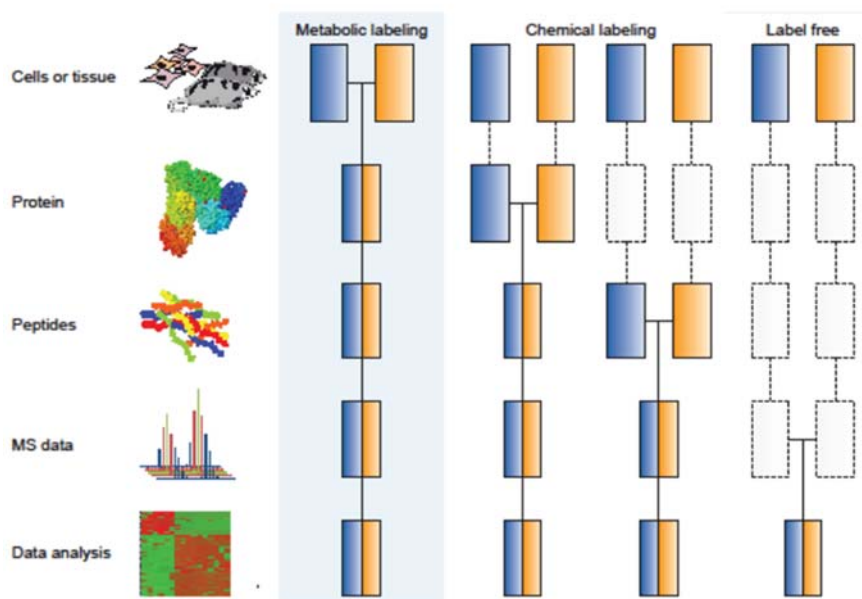 Metabolic labeling
Chemical labeling
Label free
Cells or tissue
Protein
Peptides
MS data
Data analysis